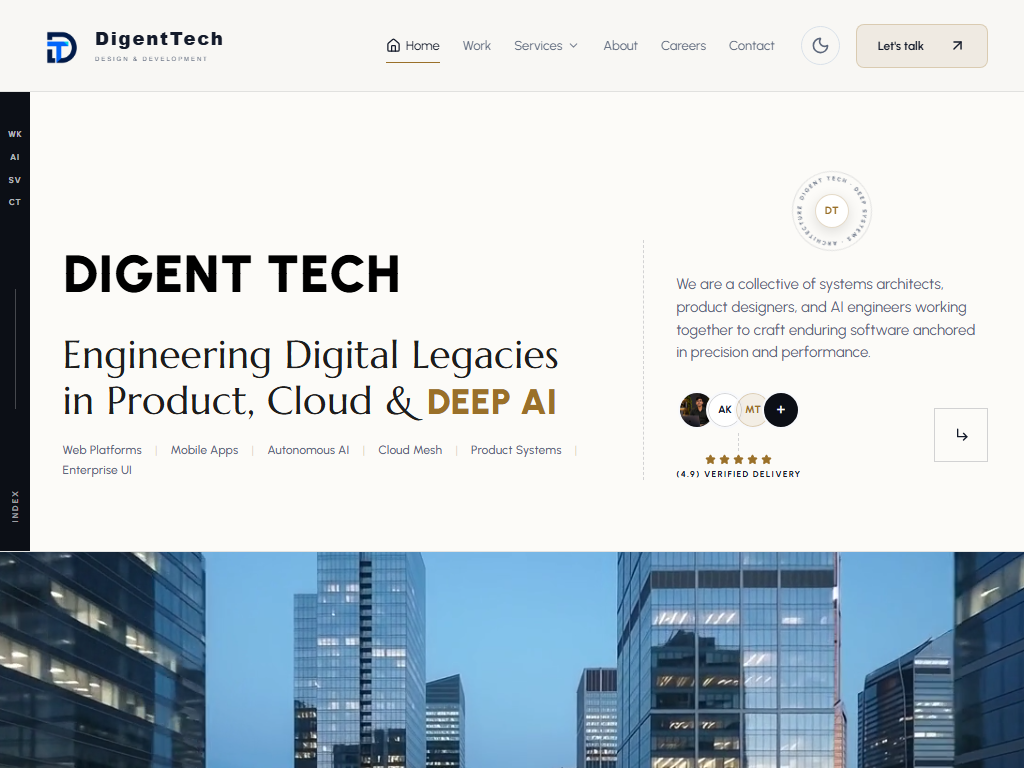 DigentTech
DESIGN & DEVELOPMENT
Home
Work
Services
About
Careers
Contact
Let's talk
WK
AI
SV
CT
INDEX
DIGENT TECH
Engineering Digital Legacies
in Product, Cloud & DEEP AI
Web Platforms | Mobile Apps | Autonomous AI | Cloud Mesh | Product Systems |
Enterprise UI
DIGENT TECH · DEEP SYSTEMS · ARCHITECTURE
DT
We are a collective of systems architects,
product designers, and AI engineers working
together to craft enduring software anchored
in precision and performance.
AK
MT
+
(4.9) VERIFIED DELIVERY